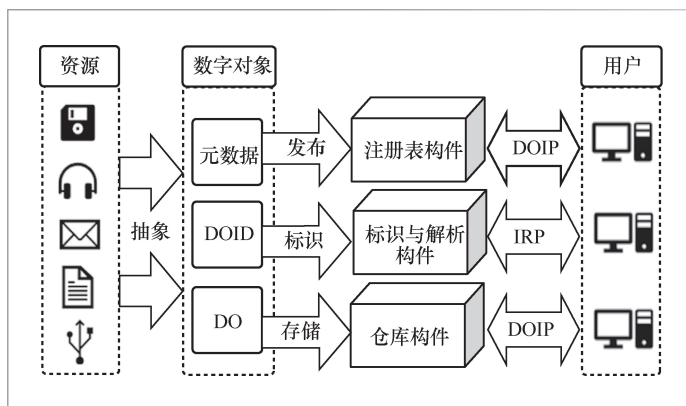 资源
数字对象
用户
元数据
发布
注册表构件
DOIP
抽象
DOID
标识
标识与解析
构件
IRP
DO
存储
仓库构件
DOIP